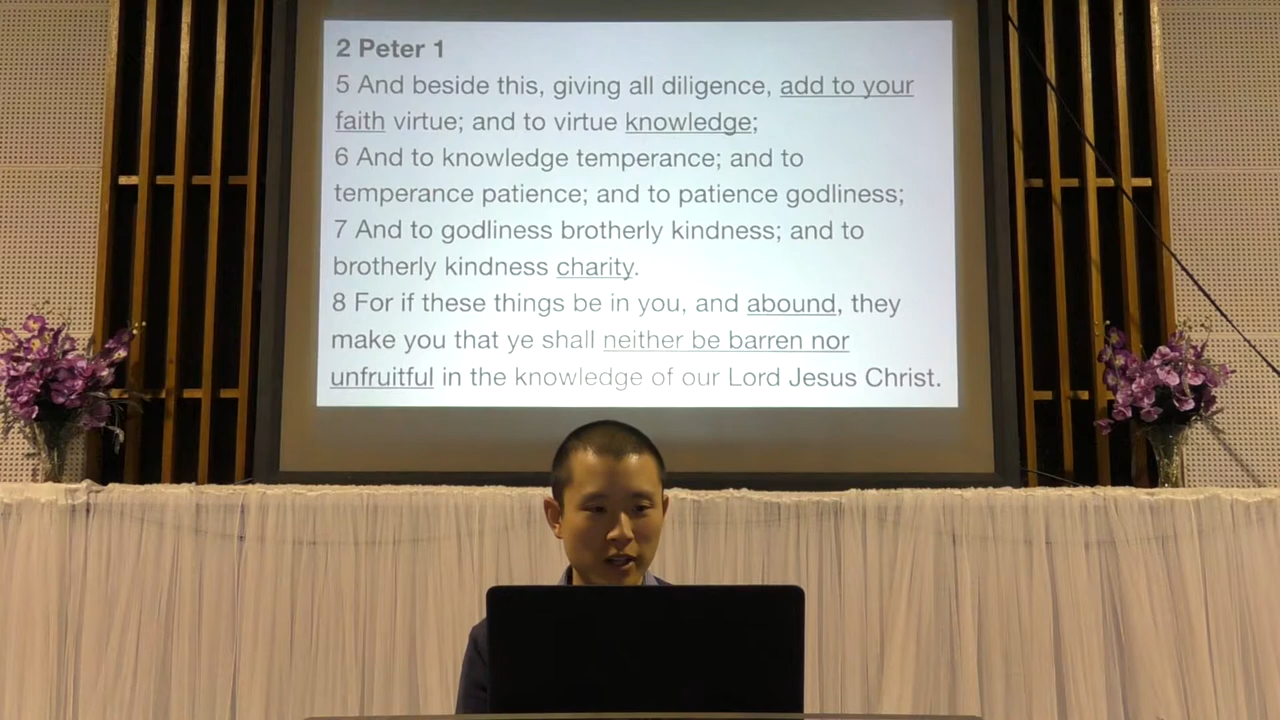 2 Peter 1
5 And beside this, giving all diligence, add to your
faith virtue; and to virtue knowledge;
6 And to knowledge temperance; and to
temperance patience; and to patience godliness;
7 And to godliness brotherly kindness; and to
brotherly kindness charity.
8 For if these things be in you, and abound, they
make you that ye shall neither be barren nor
unfruitful in the knowledge of our Lord Jesus Christ.